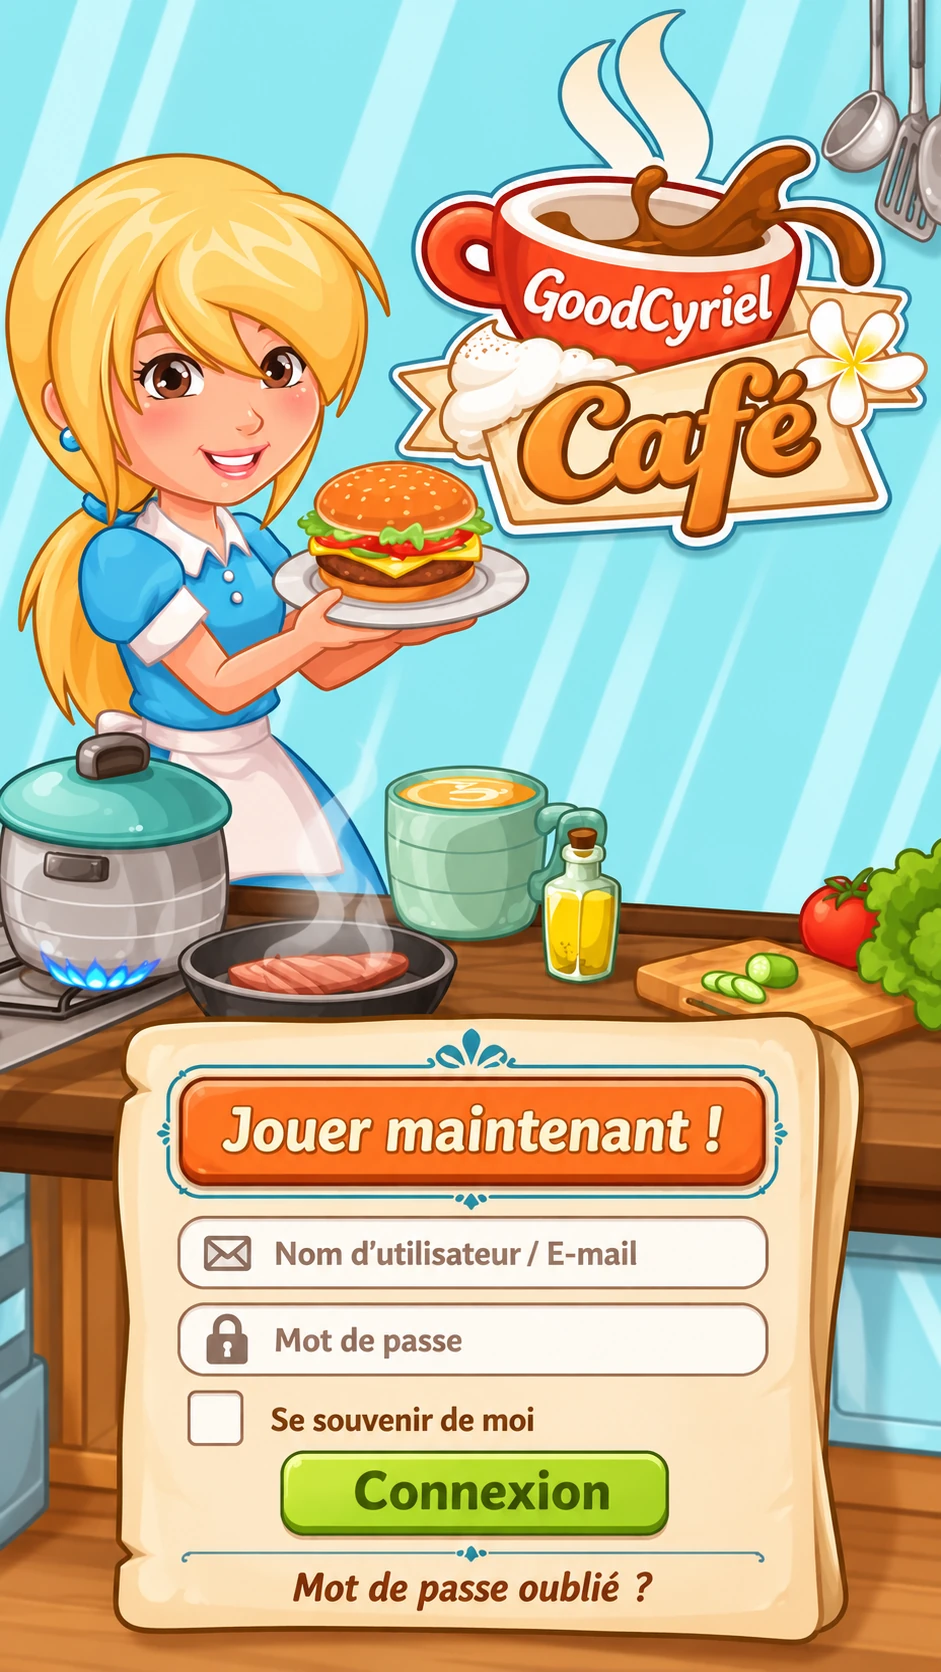 GoodCyriel
Café
Jouer maintenant !
Nom d’utilisateur / E-mail
Mot de passe
Se souvenir de moi
Connexion
Mot de passe oublié ?